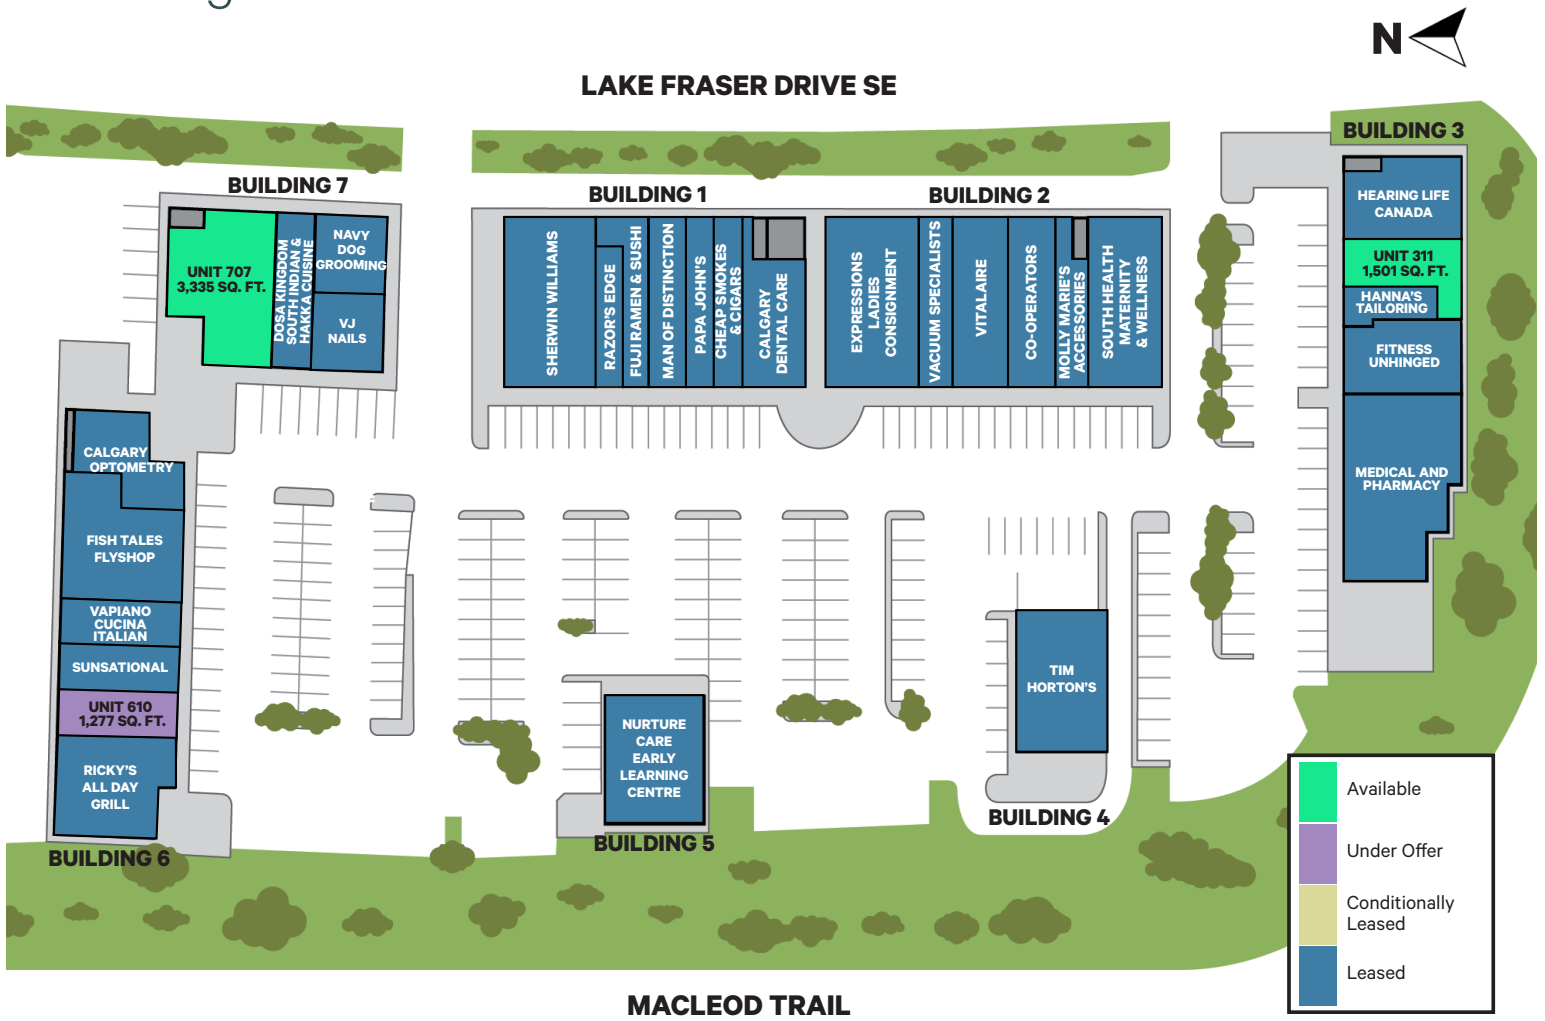 N
LAKE FRASER DRIVE SE
BUILDING 7
BUILDING 1
BUILDING 2
BUILDING 3
UNIT 707
3,335 SQ. FT.
DOSA KINGDOM
SOUTH INDIAN &
HAKKA CUISINE
NAVY
DOG
GROOMING
VJ
NAILS
SHERWIN WILLIAMS
RAZOR'S EDGE
FUJI RAMEN & SUSHI
MAN OF DISTINCTION
PAPA JOHN'S
CHEAP SMOKES
& CIGARS
CALGARY
DENTAL CARE
EXPRESSIONS
LADIES
CONSIGNMENT
VACUUM SPECIALISTS
VITALAIRE
CO-OPERATORS
MOLLY MARIE'S
ACCESSORIES
SOUTH HEALTH
MATERNITY
& WELLNESS
HEARING LIFE
CANADA
UNIT 311
1,501 SQ. FT.
HANNA'S
TAILORING
FITNESS
UNHINGED
MEDICAL AND
PHARMACY
CALGARY
OPTOMETRY
FISH TALES
FLYSHOP
VAPIANO
CUCINA
ITALIAN
SUNSATIONAL
UNIT 610
1,277 SQ. FT.
RICKY'S
ALL DAY
GRILL
BUILDING 6
NURTURE
CARE
EARLY
LEARNING
CENTRE
BUILDING 5
TIM
HORTON'S
BUILDING 4
Available
Under Offer
Conditionally
Leased
Leased
MACLEOD TRAIL